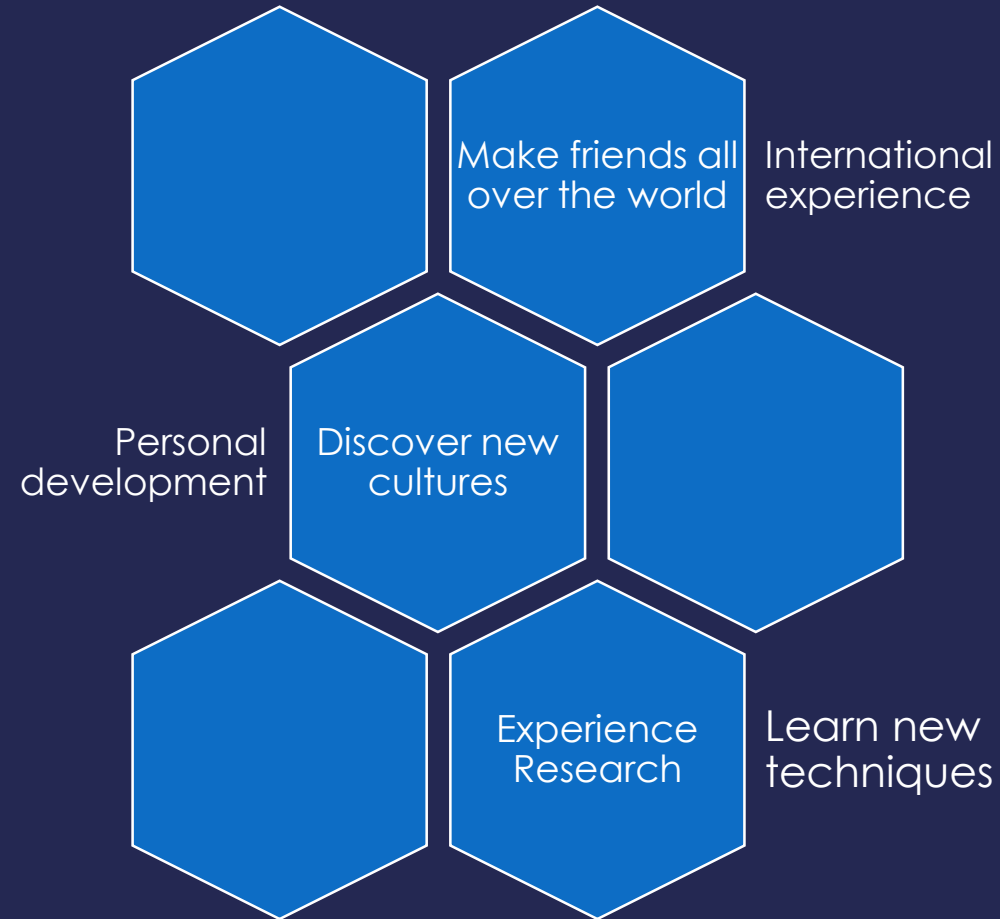 Make friends all
over the world
International
experience
Personal
development
Discover new
cultures
Experience
Research
Learn new
techniques